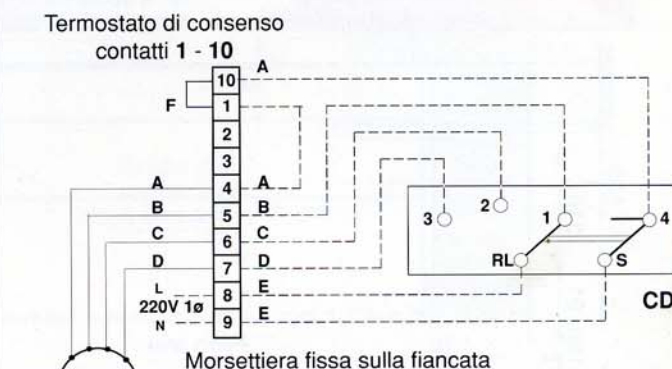 Termostato di consenso
contatti 1 - 10
10 A
F 1
2
3
A 4 A
B 5 B
C 6 C
D 7 D
L 8 E
220V 1ø
N 9 E
3 2 1 4
RL S
CD
Morsettiera fissa sulla fiancata